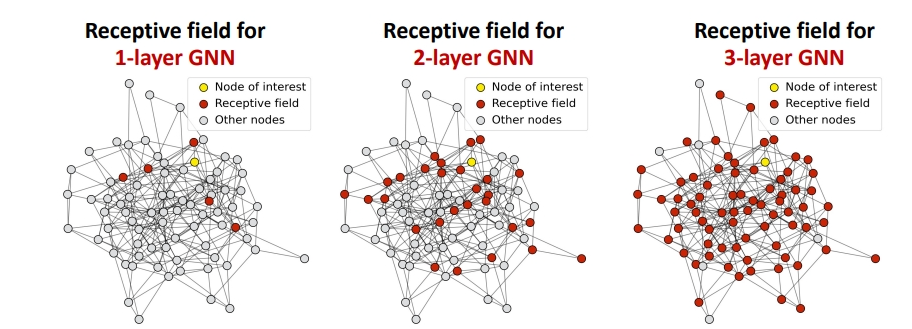 Receptive field for
1-layer GNN
Node of interest
Receptive field
Other nodes
Receptive field for
2-layer GNN
Node of interest
Receptive field
Other nodes
Receptive field for
3-layer GNN
Node of interest
Receptive field
Other nodes